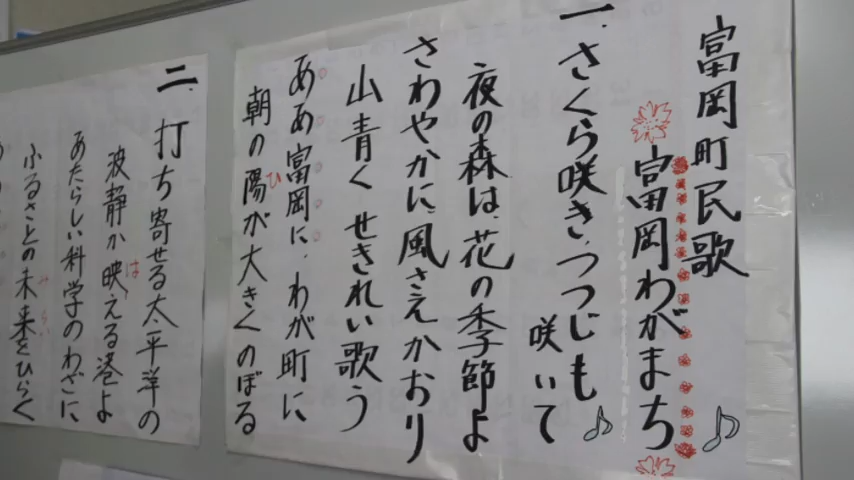 富岡町民歌
富岡わがまち
一、さくら咲き、つつじも
咲いて
夜の森は、花の季節よ
さわやかに、風さえかおり
山青く せきれい歌う
ああ富岡に、わが町に
朝の陽が大きくのぼる
ひ
二、打ち寄せる太平洋の
波静か映える港よ
は
あたらしい科学のわざに
ふるさとの未来をひらく
みらい